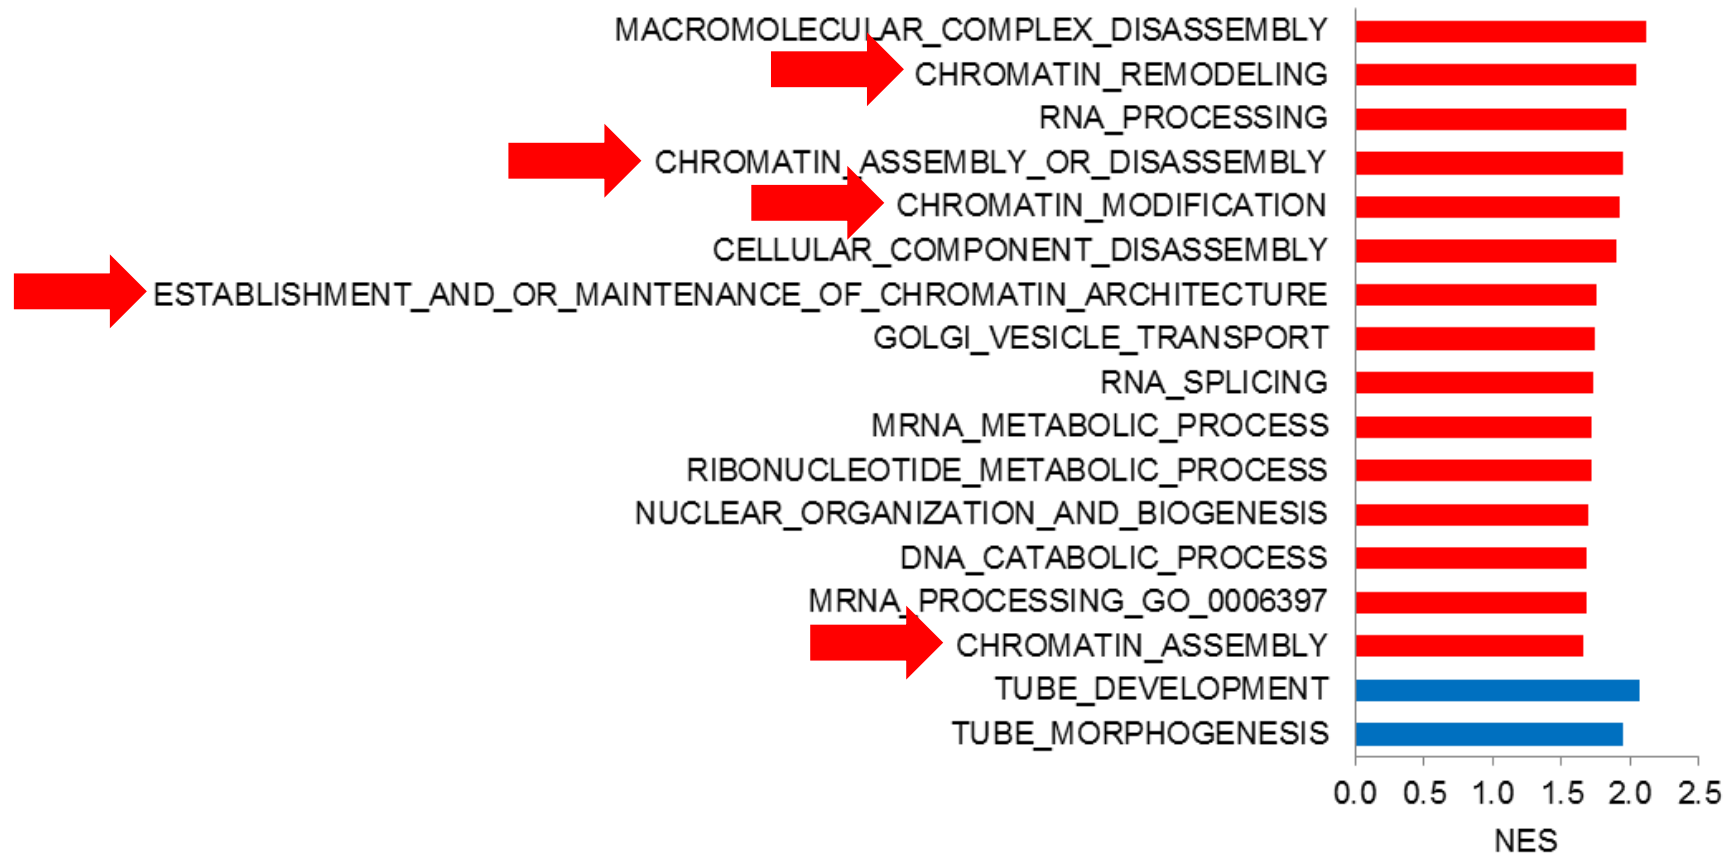 MACROMOLECULAR_COMPLEX_DISASSEMBLY
CHROMATIN_REMODELING
RNA_PROCESSING
CHROMATIN_ASSEMBLY_OR_DISASSEMBLY
CHROMATIN_MODIFICATION
CELLULAR_COMPONENT_DISASSEMBLY
ESTABLISHMENT_AND_OR_MAINTENANCE_OF_CHROMATIN_ARCHITECTURE
GOLGI_VESICLE_TRANSPORT
RNA_SPLICING
MRNA_METABOLIC_PROCESS
RIBONUCLEOTIDE_METABOLIC_PROCESS
NUCLEAR_ORGANIZATION_AND_BIOGENESIS
DNA_CATABOLIC_PROCESS
MRNA_PROCESSING_GO_0006397
CHROMATIN_ASSEMBLY
TUBE_DEVELOPMENT
TUBE_MORPHOGENESIS
0.0 0.5 1.0 1.5 2.0 2.5
NES